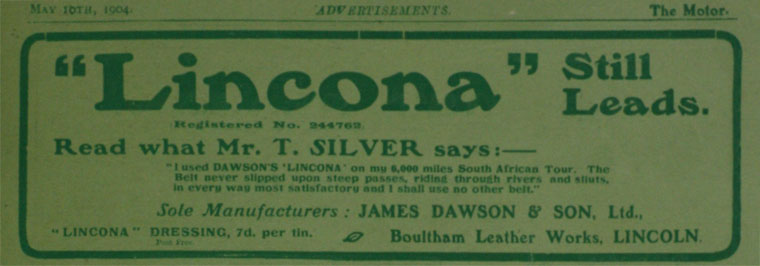 MAY 10TH, 1904. ADVERTISEMENTS. The Motor.
"Lincona" Still Leads.
Registered No. 244762.
Read what Mr. T. SILVER says:—
"I used DAWSON'S 'LINCONA' on my 6,000 miles South African Tour. The
Belt never slipped upon steep passes, riding through rivers and sluits,
in every way most satisfactory and I shall use no other belt."
Sole Manufacturers: JAMES DAWSON & SON, Ltd.,
"LINCONA" DRESSING, 7d. per tin. Boultham Leather Works, LINCOLN.
Post Free.